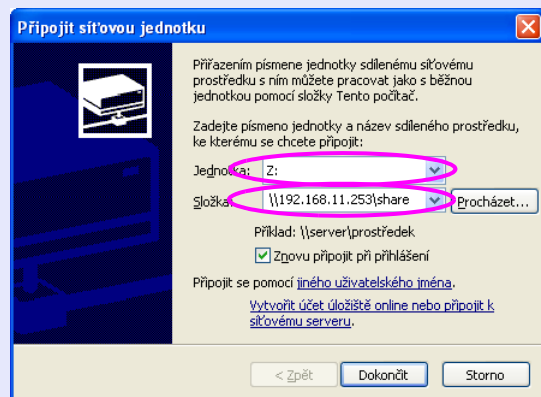 Připojit síťovou jednotku
Přiřazením písmene jednotky sdílenému síťovému
prostředku s ním můžete pracovat jako s běžnou
jednotkou pomocí složky Tento počítač.
Zadejte písmeno jednotky a název sdíleného prostředku,
ke kterému se chcete připojit:
Jednotka: Z:
Složka: \\192.168.11.253\share Procházet...
Příklad: \\server\prostředek
Znovu připojit při přihlášení
Připojit se pomocí jiného uživatelského jména.
Vytvořit účet úložiště online nebo připojit k
síťovému serveru.
< Zpět Dokončit Storno